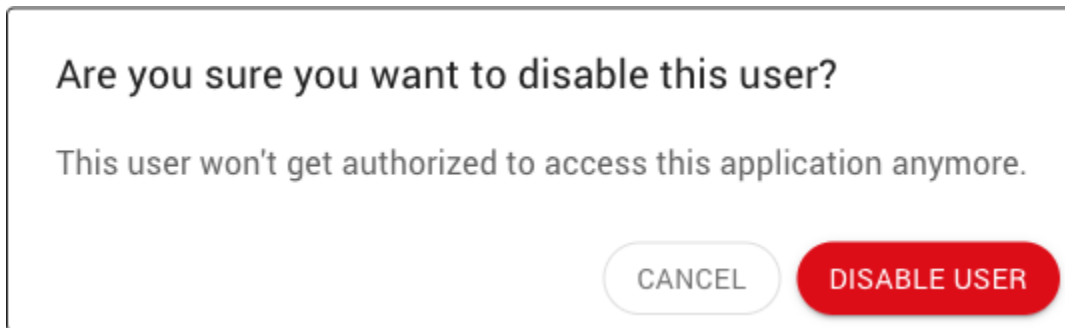 Are you sure you want to disable this user?
This user won't get authorized to access this application anymore.
CANCEL DISABLE USER